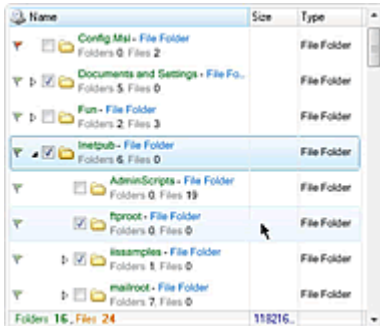 Name Size Type
Config.Msi - File Folder
Folders 0, Files 2
File Folder
Documents and Settings - File Fo...
Folders 5, Files 0
File Folder
Fun - File Folder
Folders 2, Files 3
File Folder
Inetpub - File Folder
Folders 6, Files 0
File Folder
AdminScripts - File Folder
Folders 0, Files 19
File Folder
ftproot - File Folder
Folders 0, Files 0
File Folder
iissamples - File Folder
Folders 1, Files 0
File Folder
mailroot - File Folder
Folders 7, Files 0
File Folder
Folders 16, Files 24 118216...